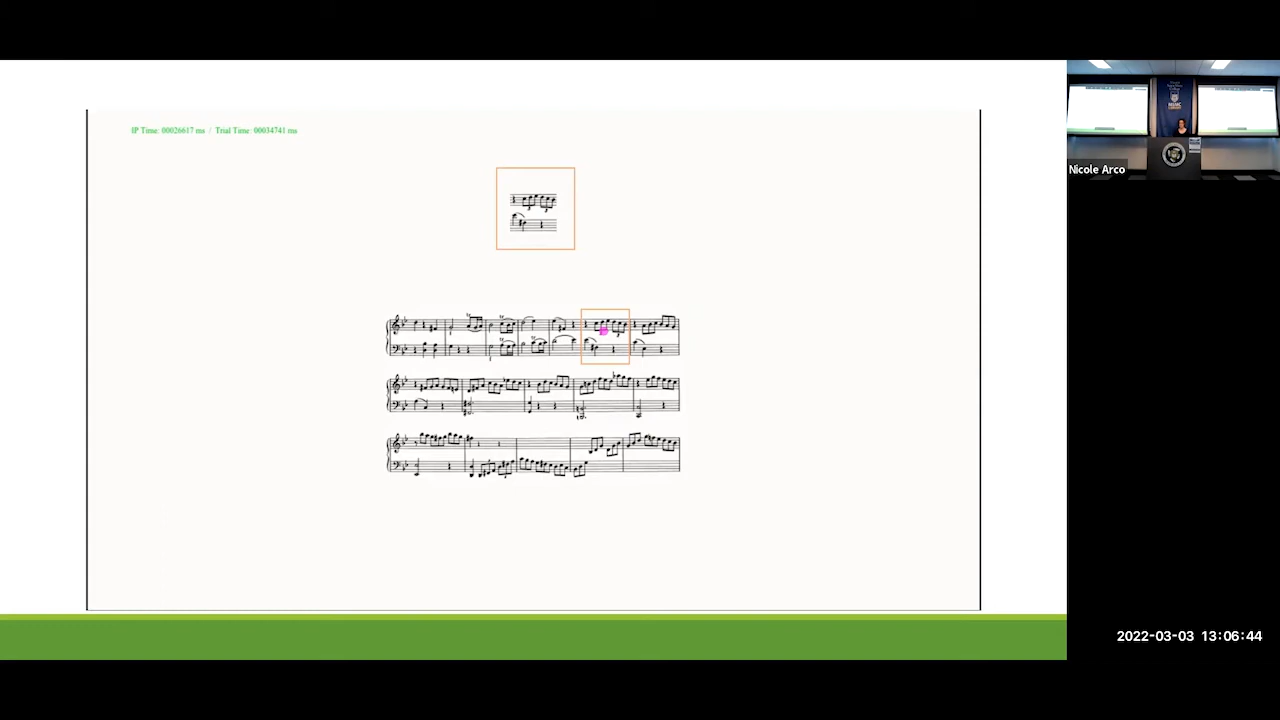 IP Time: 00026617 ms / Trial Time: 00034741 ms
Nicole Arco
2022-03-03 13:06:44